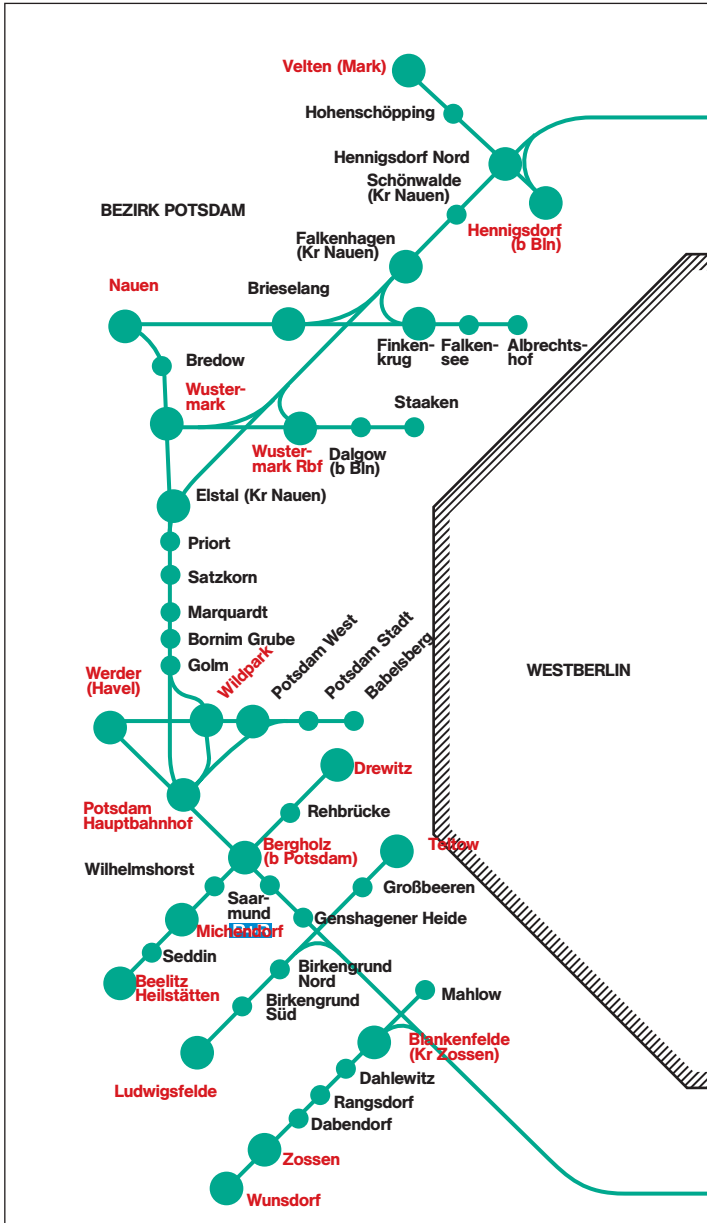 Velten (Mark)
Hohenschöpping
Hennigsdorf Nord
Schönwalde
(Kr Nauen)
BEZIRK POTSDAM
Hennigsdorf
(b Bln)
Falkenhagen
(Kr Nauen)
Nauen
Brieselang
Finken-
krug
Falken-
see
Albrechts-
hof
Bredow
Wuster-
mark
Staaken
Wuster-
mark Rbf
Dalgow
(b Bln)
Elstal (Kr Nauen)
Priort
Satzkorn
Marquardt
Bornim Grube
Golm
Werder
(Havel)
Wildpark
Potsdam West
Potsdam Stadt
Babelsberg
WESTBERLIN
Drewitz
Potsdam
Hauptbahnhof
Rehbrücke
Bergholz
(b Potsdam)
Teltow
Wilhelmshorst
Großbeeren
Saar-
mund
Genshagener Heide
Michendorf
Seddin
Birkengrund
Nord
Beelitz
Heilstätten
Birkengrund
Süd
Mahlow
Blankenfelde
(Kr Zossen)
Ludwigsfelde
Dahlewitz
Rangsdorf
Dabendorf
Zossen
Wunsdorf